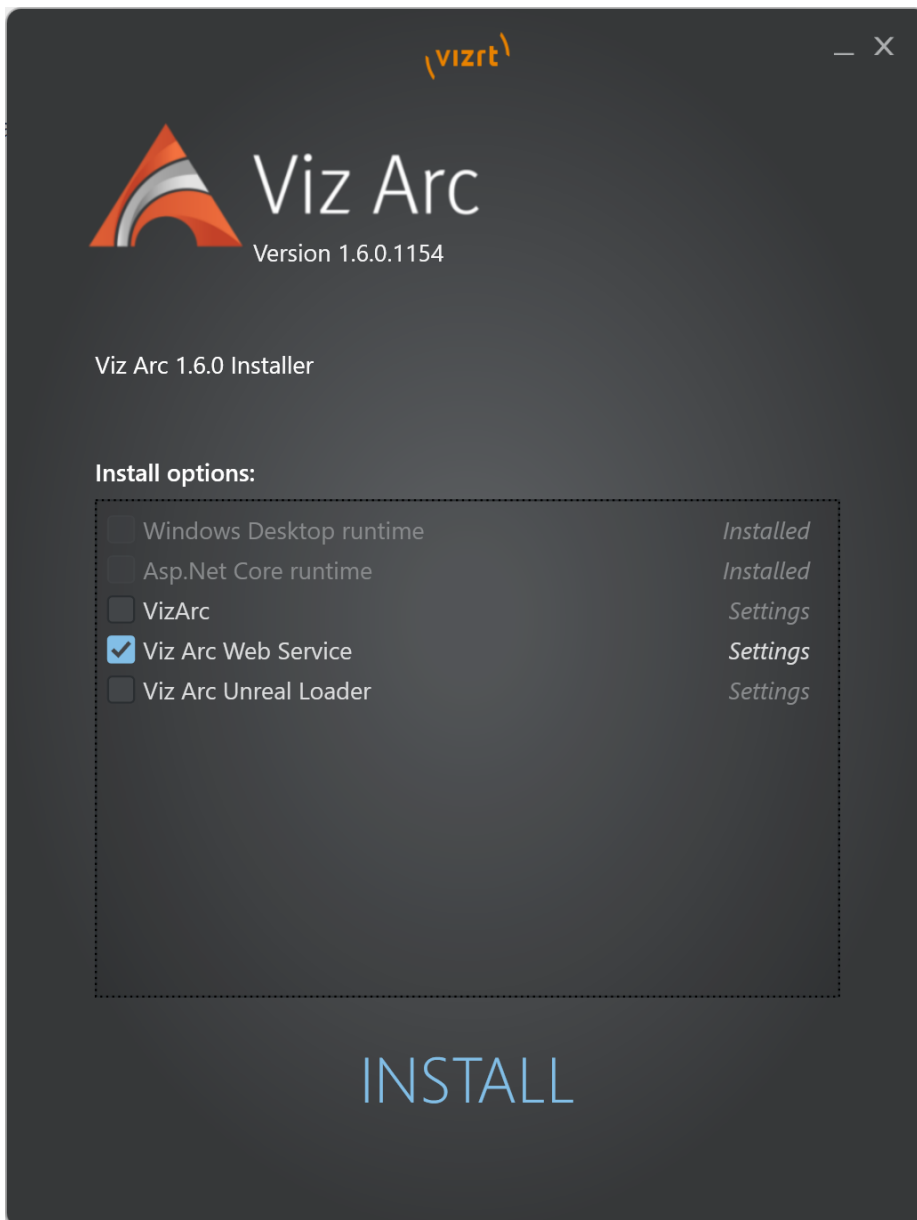 vizrt
Viz Arc
Version 1.6.0.1154
Viz Arc 1.6.0 Installer
Install options:
Windows Desktop runtime Installed
Asp.Net Core runtime Installed
VizArc Settings
Viz Arc Web Service Settings
Viz Arc Unreal Loader Settings
INSTALL